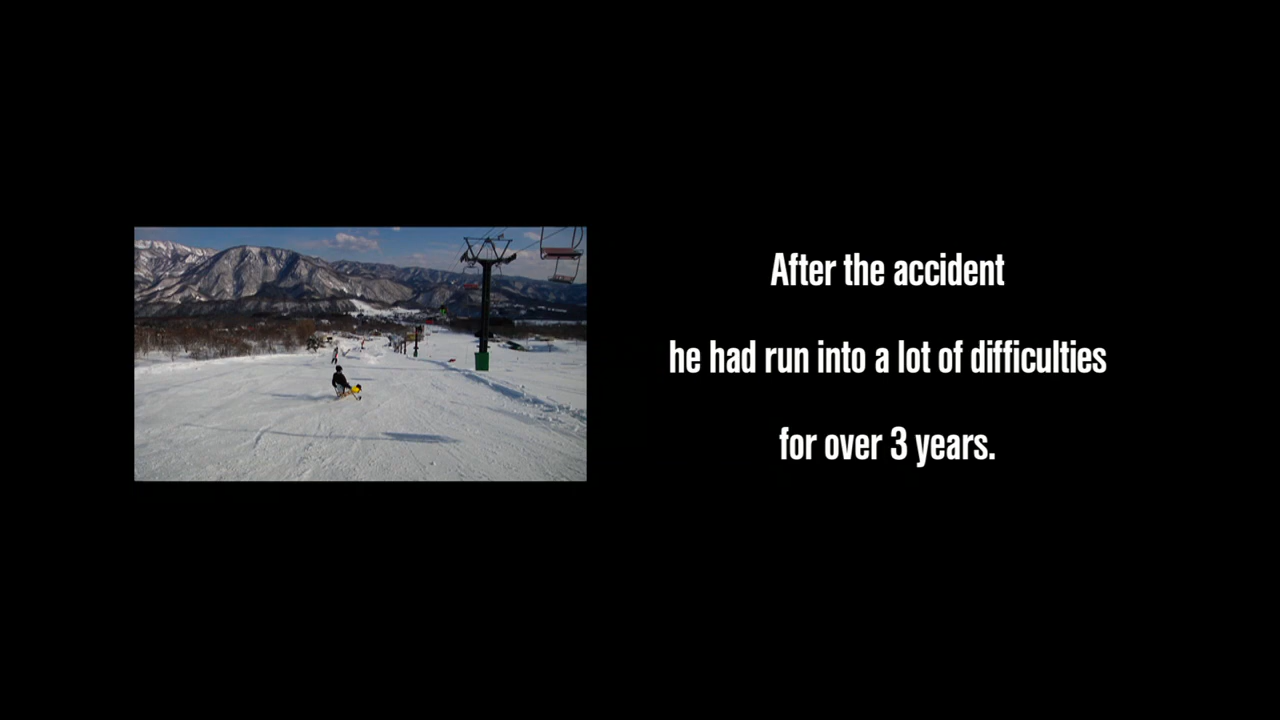 After the accident
he had run into a lot of difficulties
for over 3 years.